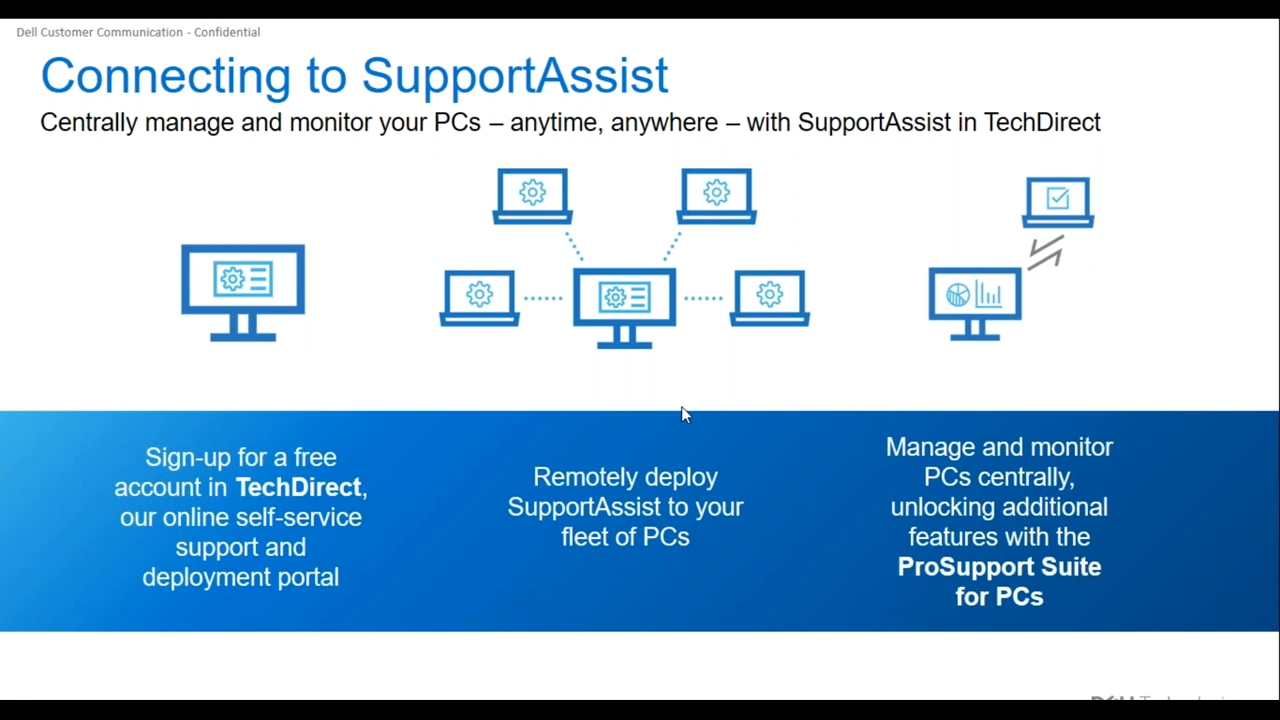 Dell Customer Communication - Confidential
Connecting to SupportAssist
Centrally manage and monitor your PCs – anytime, anywhere – with SupportAssist in TechDirect
Sign-up for a free
account in TechDirect,
our online self-service
support and
deployment portal
Remotely deploy
SupportAssist to your
fleet of PCs
Manage and monitor
PCs centrally,
unlocking additional
features with the
ProSupport Suite
for PCs